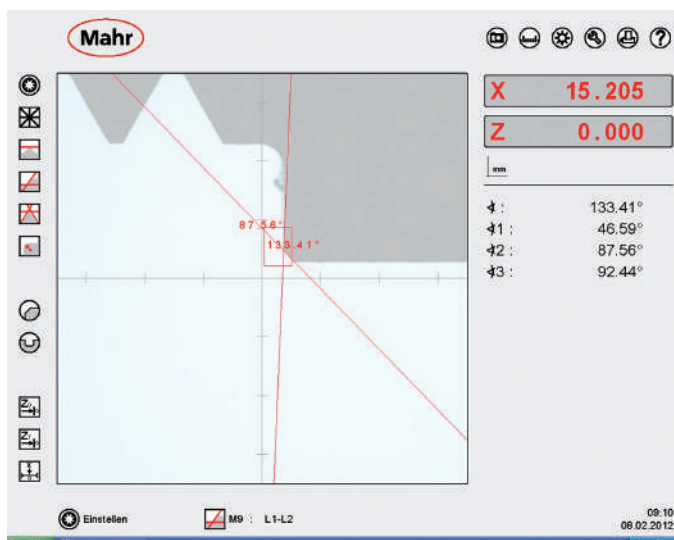 Mahr
X 15.205
Z 0.000
mm
∢ : 133.41°
∢1 : 46.59°
∢2 : 87.56°
∢3 : 92.44°
87.56°
133.41°
Einstellen
M9 : L1-L2
09:10
08.02.2012